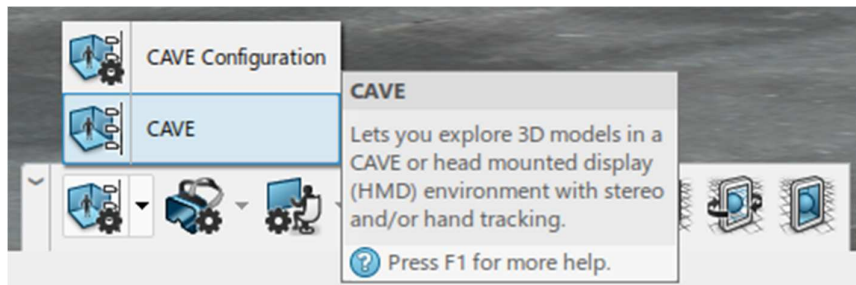 CAVE Configuration
CAVE
CAVE
Lets you explore 3D models in a
CAVE or head mounted display
(HMD) environment with stereo
and/or hand tracking.
Press F1 for more help.